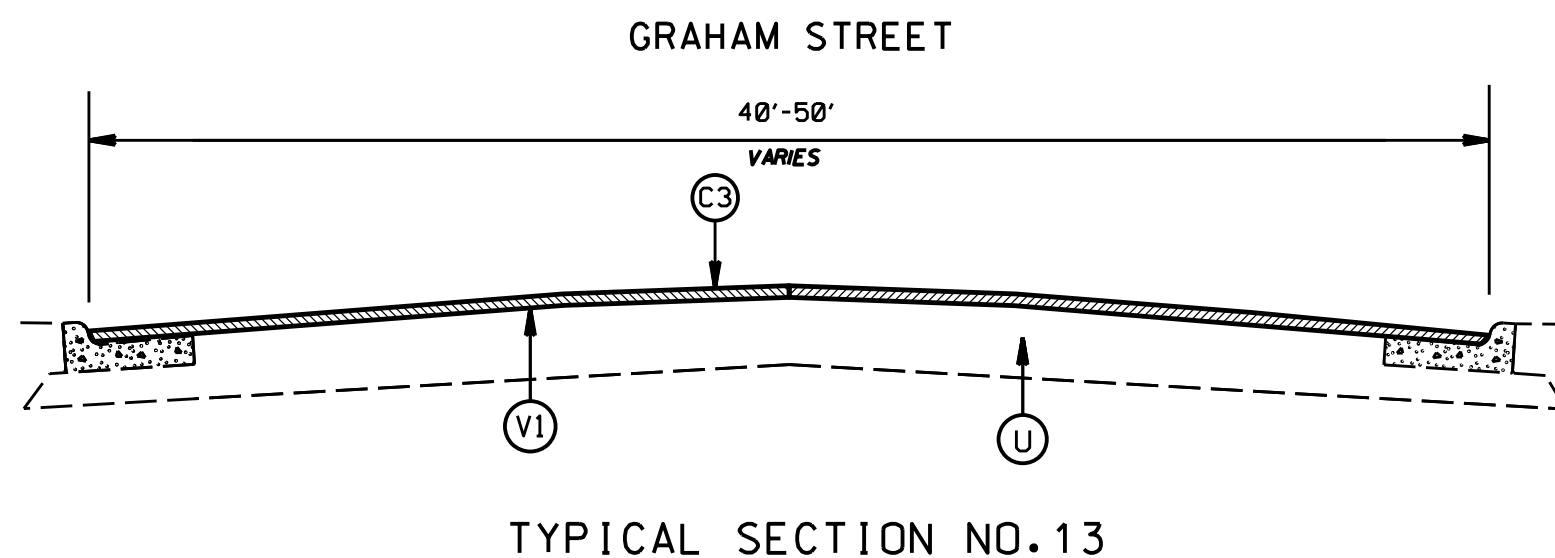 GRAHAM STREET
40'-50'
VARIES
C3
V1
U
TYPICAL SECTION NO.13